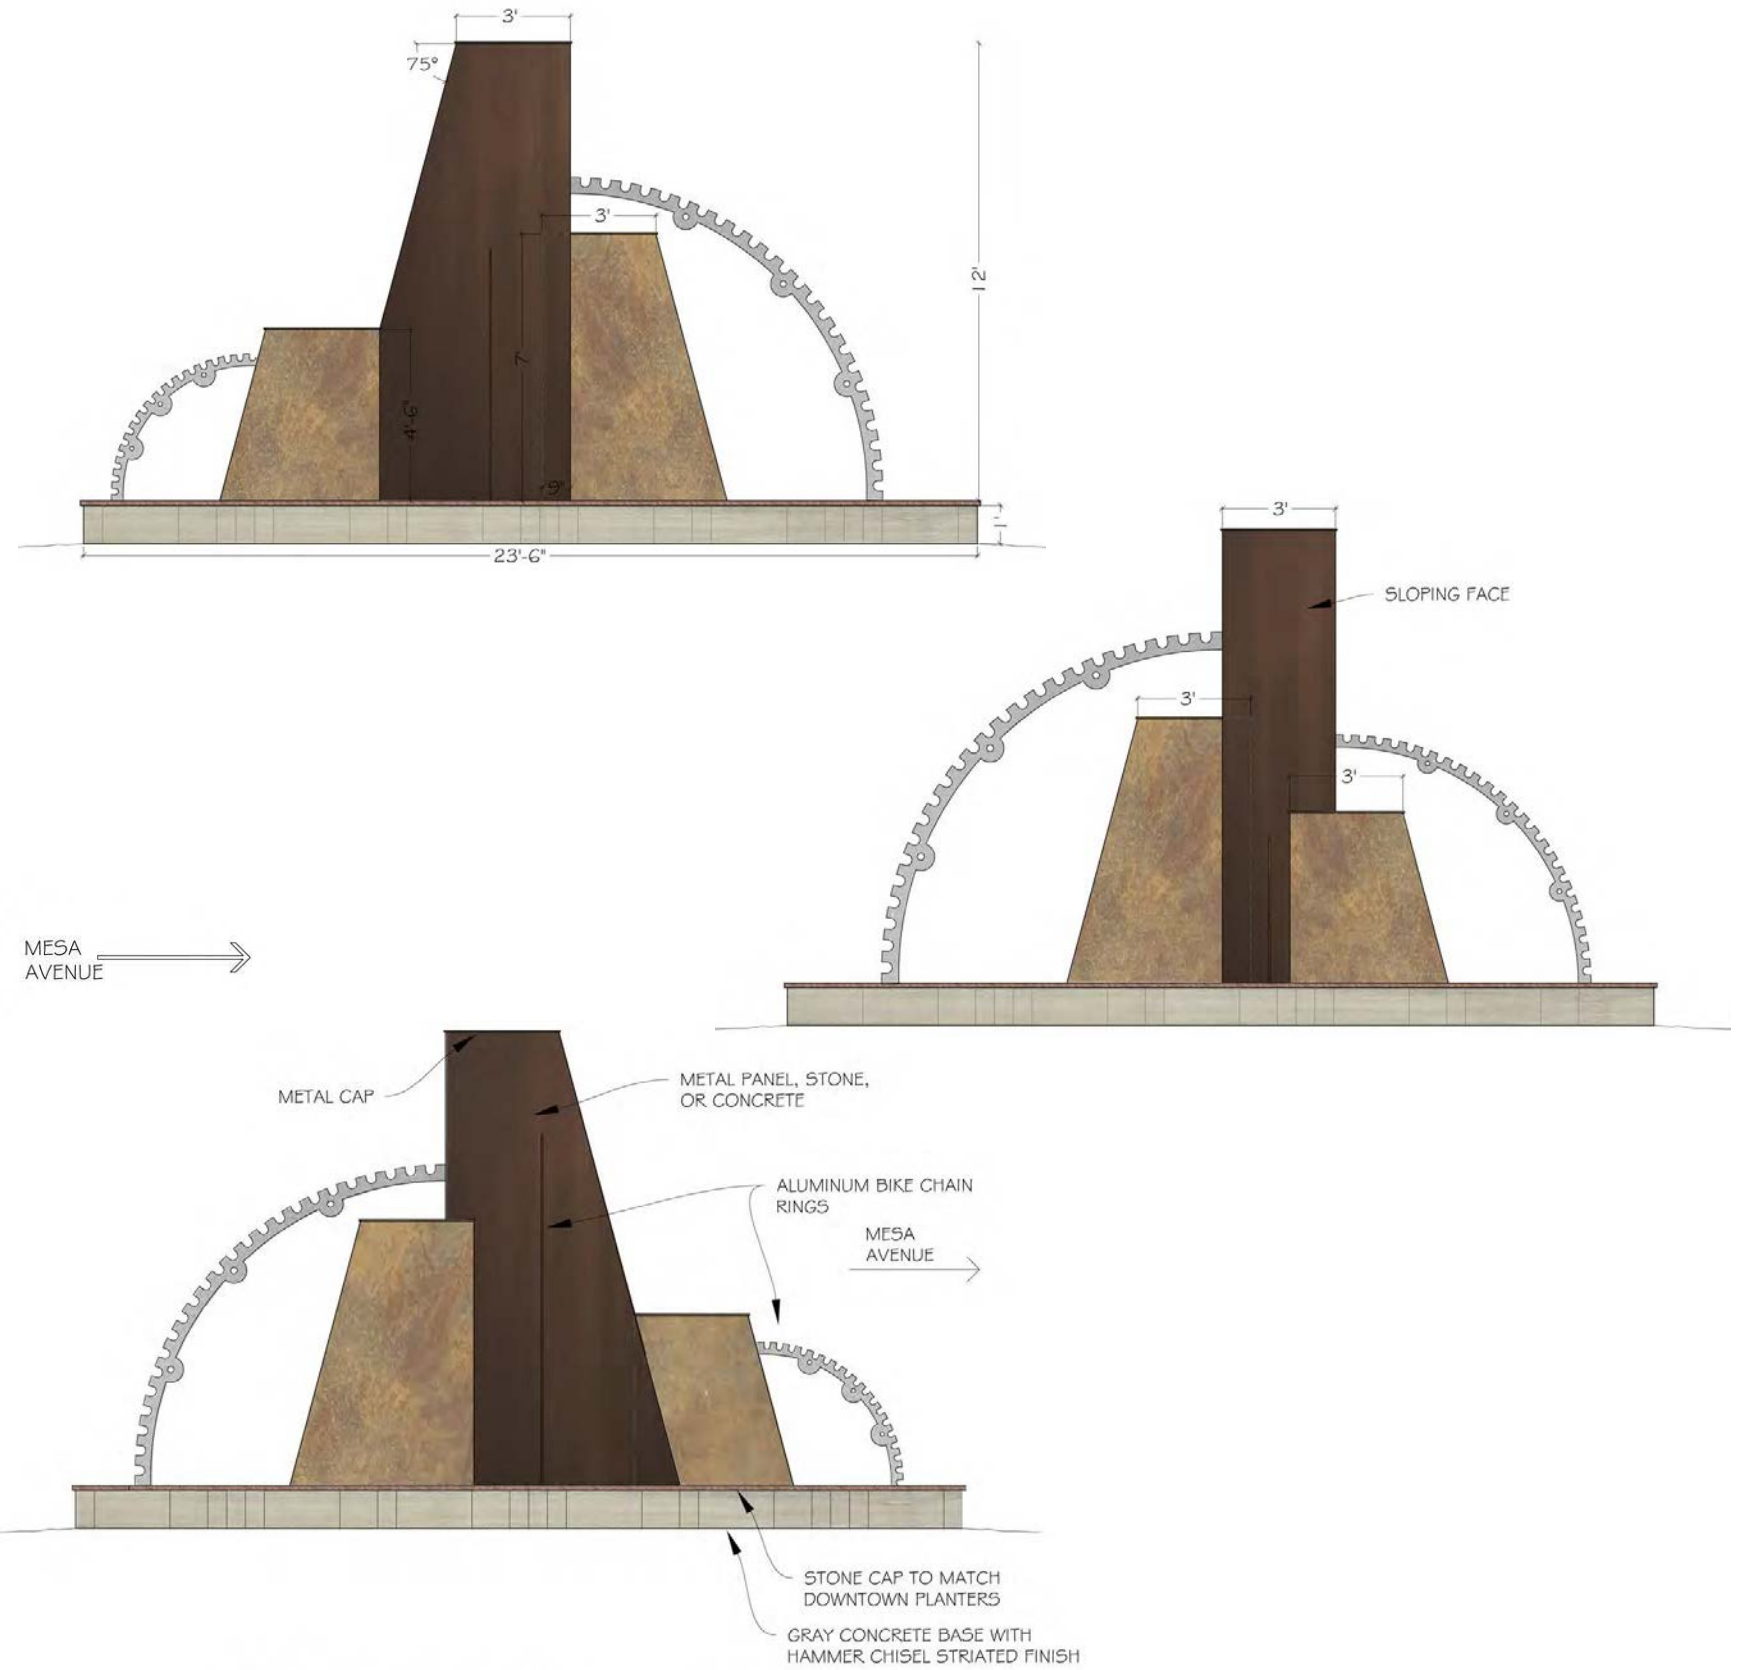 3'
75°
3'
12'
7'
4'-6"
9"
1'
23'-6"
3'
SLOPING FACE
3'
3'
MESA
AVENUE
METAL CAP
METAL PANEL, STONE,
OR CONCRETE
ALUMINUM BIKE CHAIN
RINGS
MESA
AVENUE
STONE CAP TO MATCH
DOWNTOWN PLANTERS
GRAY CONCRETE BASE WITH
HAMMER CHISEL STRIATED FINISH